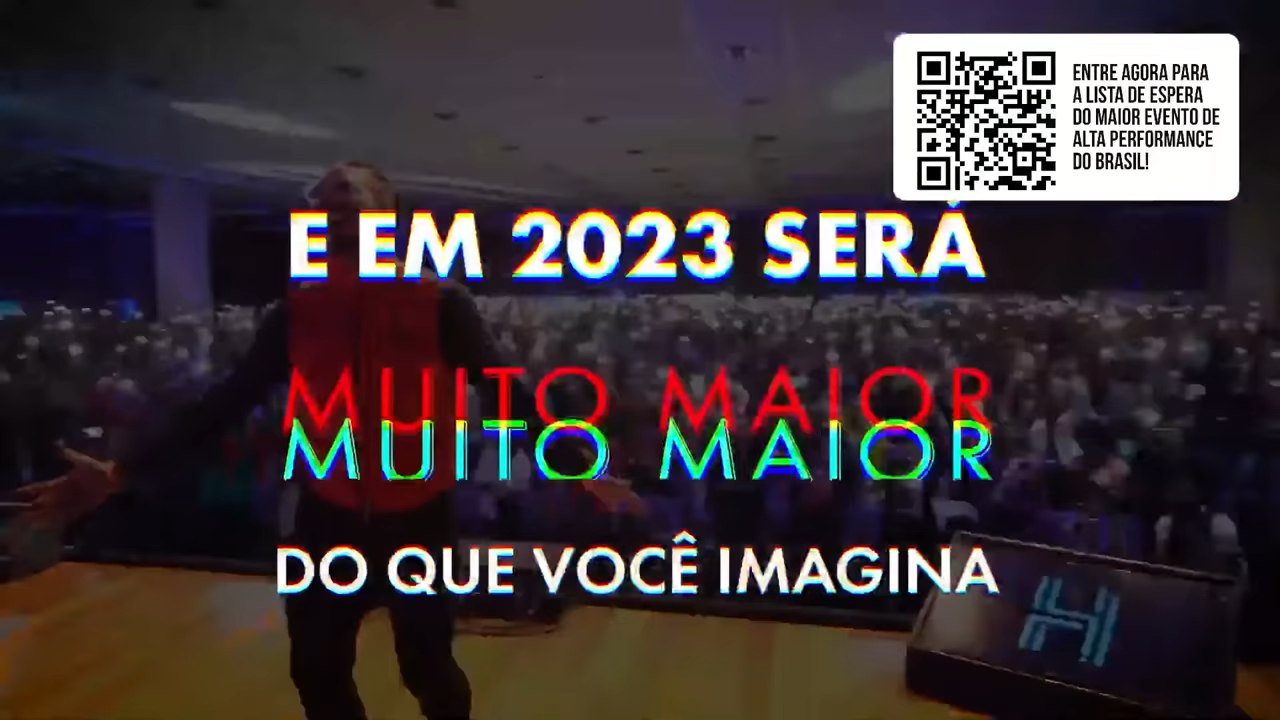 ENTRE AGORA PARA
A LISTA DE ESPERA
DO MAIOR EVENTO DE
ALTA PERFORMANCE
DO BRASIL!
E EM 2023 SERÁ
MUITO MAIOR
MUITO MAIOR
DO QUE VOCÊ IMAGINA
H